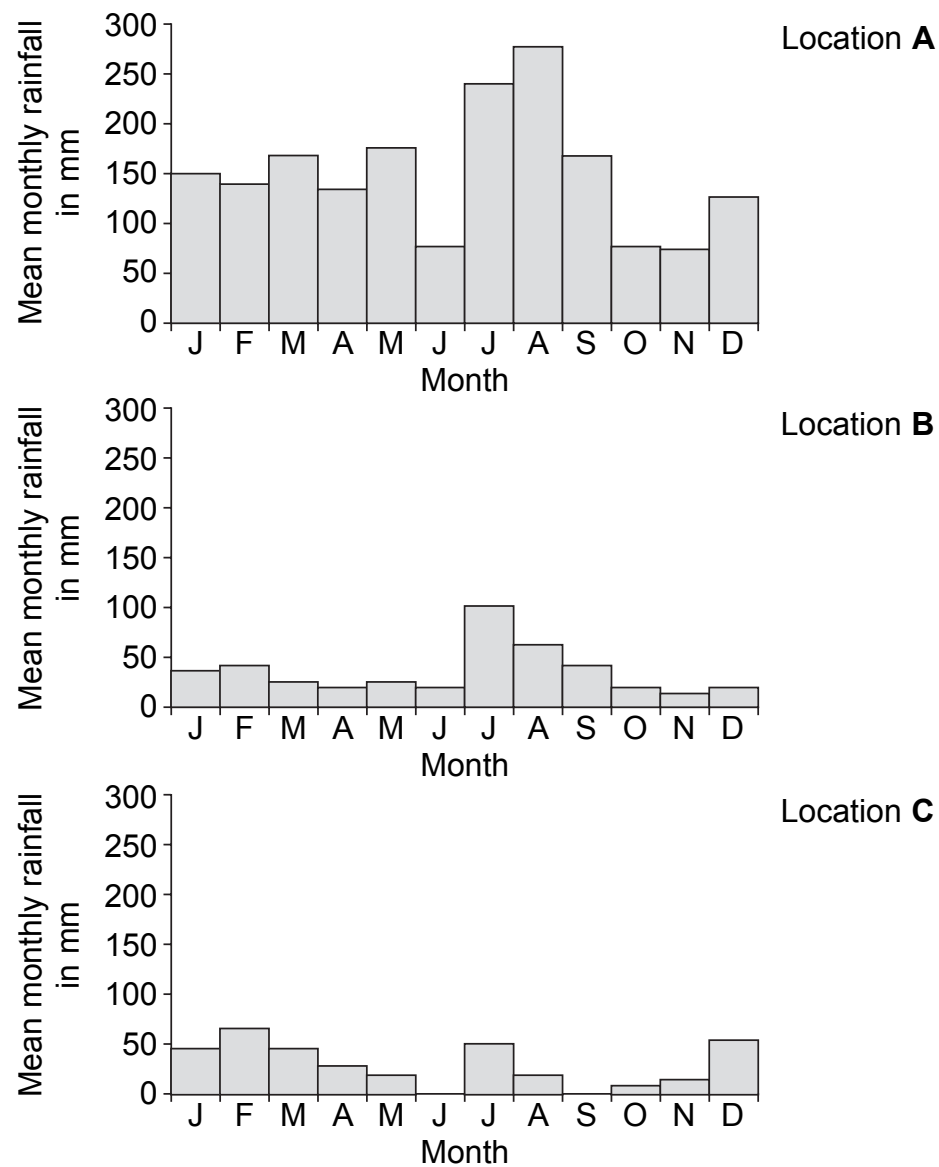 Location A
Mean monthly rainfall
in mm
300
250
200
150
100
50
0
J F M A M J J A S O N D
Month
Location B
Mean monthly rainfall
in mm
300
250
200
150
100
50
0
J F M A M J J A S O N D
Month
Location C
Mean monthly rainfall
in mm
300
250
200
150
100
50
0
J F M A M J J A S O N D
Month